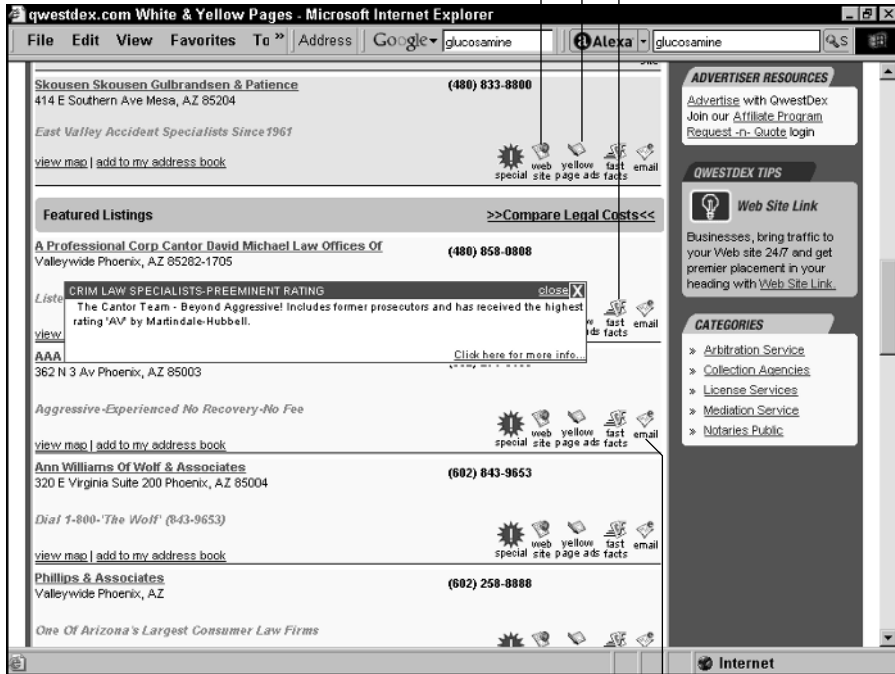 qwestdex.com White & Yellow Pages - Microsoft Internet Explorer
File Edit View Favorites To » Address Google glucosamine Alexa glucosamine S
Skousen Skousen Gulbrandsen & Patience (480) 833-8800
414 E Southern Ave Mesa, AZ 85204
East Valley Accident Specialists Since 1961
view map | add to my address book
special web site yellow page ads fast facts email
Featured Listings >>Compare Legal Costs<<
A Professional Corp Cantor David Michael Law Offices Of (480) 858-0808
Valleywide Phoenix, AZ 85282-1705
Liste
CRIM LAW SPECIALISTS-PREEMINENT RATING close X
The Cantor Team - Beyond Aggressive! Includes former prosecutors and has received the highest
rating 'AV' by Martindale-Hubbell.
Click here for more info...
view
fast facts email
AAA
362 N 3 Av Phoenix, AZ 85003
Aggressive-Experienced No Recovery-No Fee
view map | add to my address book
special web site yellow page ads fast facts email
Ann Williams Of Wolf & Associates (602) 843-9653
320 E Virginia Suite 200 Phoenix, AZ 85004
Dial 1-800-'The Wolf' (843-9653)
view map | add to my address book
special web site yellow page ads fast facts email
Phillips & Associates (602) 258-8888
Valleywide Phoenix, AZ
One Of Arizona's Largest Consumer Law Firms
ADVERTISER RESOURCES
Advertise with QwestDex
Join our Affiliate Program
Request -n- Quote login
QWESTDEX TIPS
Web Site Link
Businesses, bring traffic to
your Web site 24/7 and get
premier placement in your
heading with Web Site Link.
CATEGORIES
» Arbitration Service
» Collection Agencies
» License Services
» Mediation Service
» Notaries Public
Internet